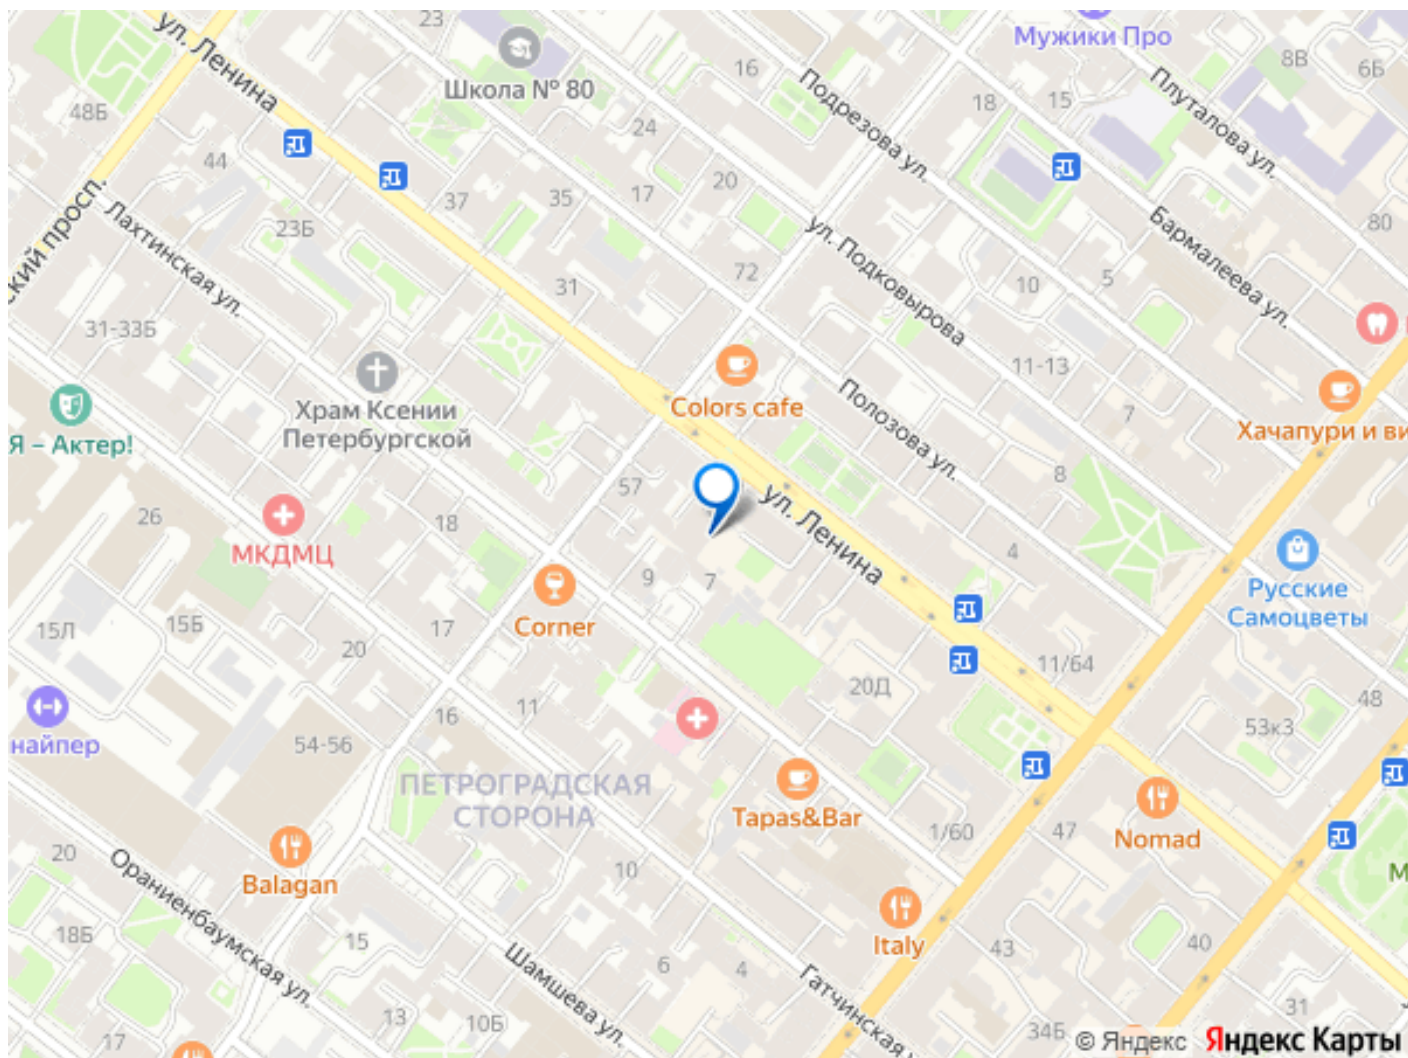 23
ул. Ленина
Школа № 80
Мужики Про
8В
6Б
16
Подрезова ул.
18
15
Плуталова ул.
48Б
44
24
37
35
17
20
80
Лахтинская ул.
23Б
ский просп.
Бармалеева ул.
72
ул. Подковырова
10
5
31
31-33Б
Храм Ксении
Петербургской
Colors cafe
11-13
Полозова ул.
7
Хачапури и ви
Я – Актер!
57
8
26
МКДМЦ
18
ул. Ленина
4
Русские
Самоцветы
9
7
Corner
15Л
15Б
20
17
11/64
20Д
48
53к3
найпер
54-56
16
11
ПЕТРОГРАДСКАЯ
СТОРОНА
Tapas&Bar
1/60
47
Nomad
20
Balagan
10
М
Ораниенбаумская ул.
18Б
15
Italy
43
40
Шамшева ул.
6
4
Гатчинская
13
10Б
17
34Б
31
© Яндекс Яндекс Карты